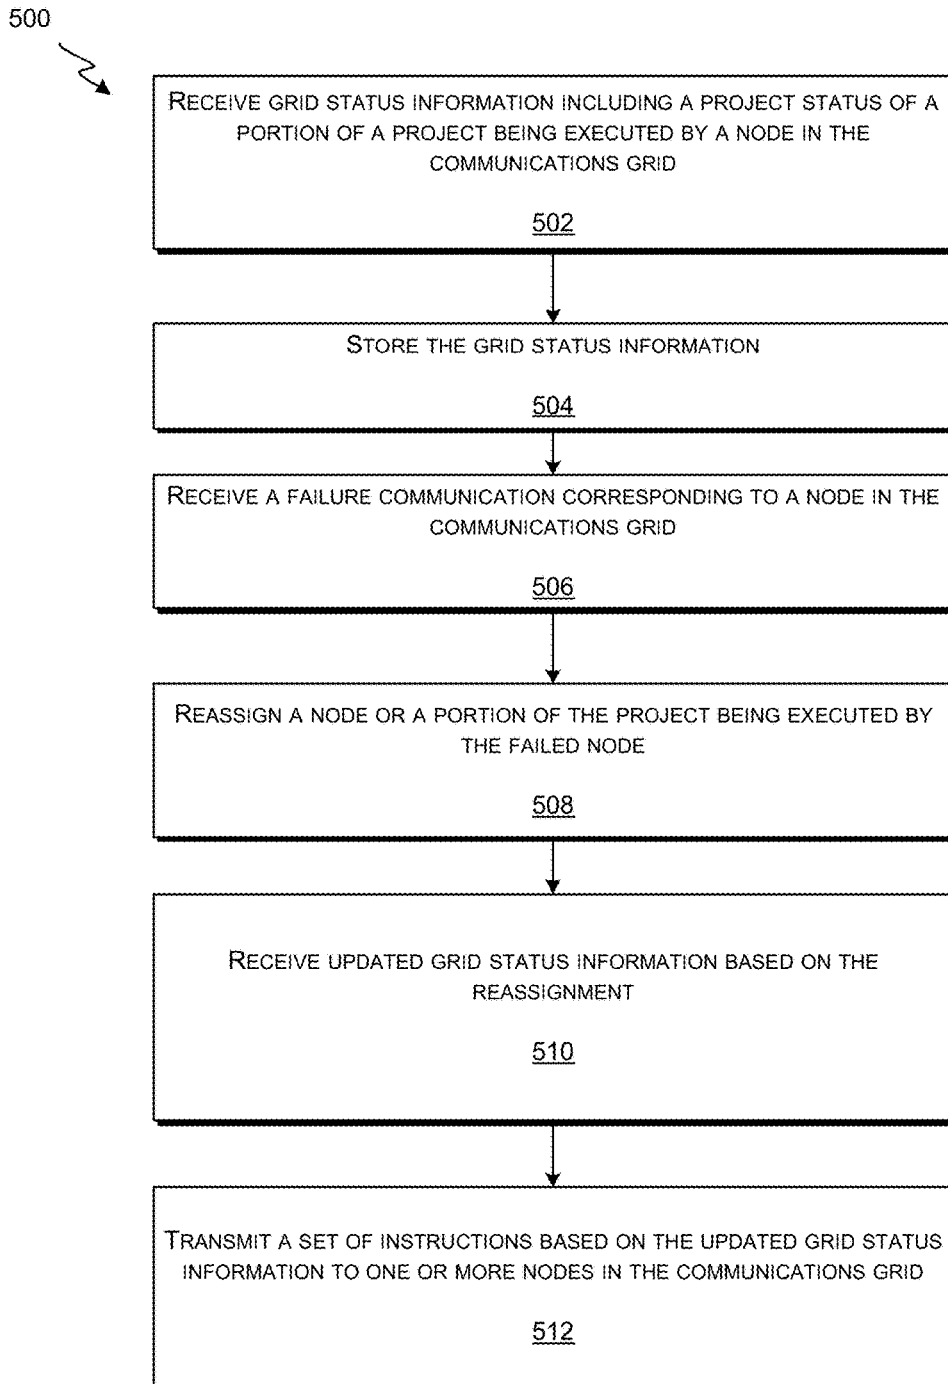 500
RECEIVE GRID STATUS INFORMATION INCLUDING A PROJECT STATUS OF A
PORTION OF A PROJECT BEING EXECUTED BY A NODE IN THE
COMMUNICATIONS GRID
502
STORE THE GRID STATUS INFORMATION
504
RECEIVE A FAILURE COMMUNICATION CORRESPONDING TO A NODE IN THE
COMMUNICATIONS GRID
506
REASSIGN A NODE OR A PORTION OF THE PROJECT BEING EXECUTED BY
THE FAILED NODE
508
RECEIVE UPDATED GRID STATUS INFORMATION BASED ON THE
REASSIGNMENT
510
TRANSMIT A SET OF INSTRUCTIONS BASED ON THE UPDATED GRID STATUS
INFORMATION TO ONE OR MORE NODES IN THE COMMUNICATIONS GRID
512